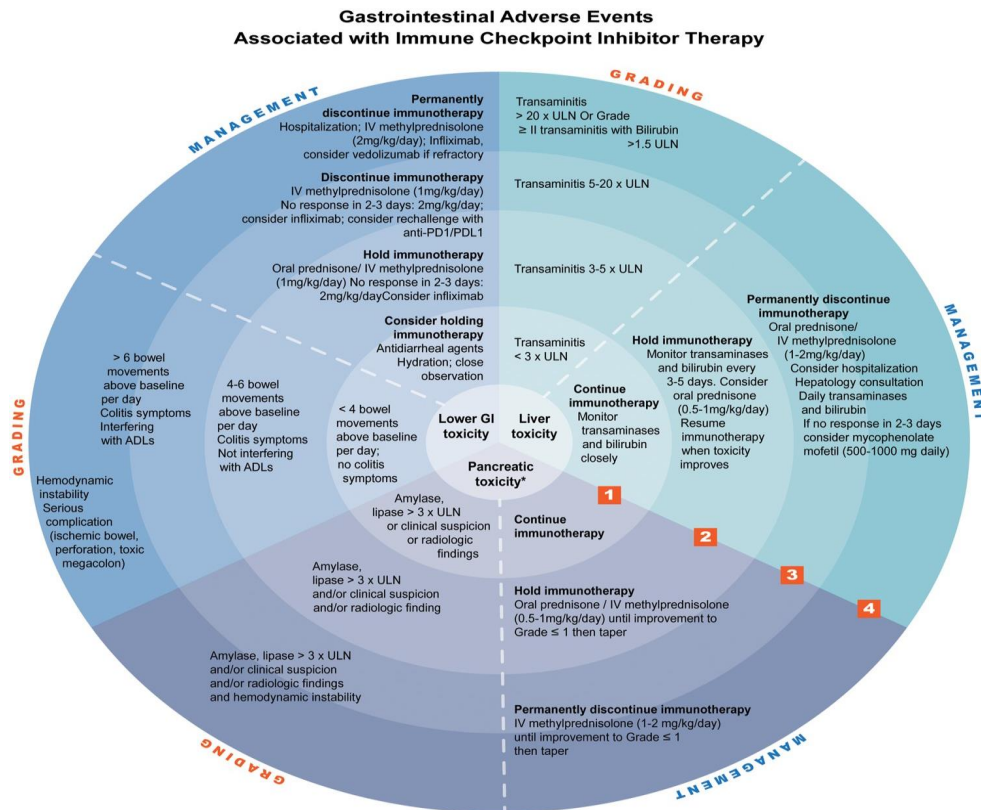 Gastrointestinal Adverse Events
Associated with Immune Checkpoint Inhibitor Therapy
MANAGEMENT
Permanently
discontinue immunotherapy
Hospitalization; IV methylprednisolone
(2mg/kg/day); Infliximab,
consider vedolizumab if refractory
Discontinue immunotherapy
IV methylprednisolone (1mg/kg/day)
No response in 2-3 days: 2mg/kg/day;
consider infliximab; consider rechallenge with
anti-PD1/PDL1
Hold immunotherapy
Oral prednisone/ IV methylprednisolone
(1mg/kg/day) No response in 2-3 days:
2mg/kg/dayConsider infliximab
Consider holding
immunotherapy
Antidiarrheal agents
Hydration; close
observation
GRADING
Transaminitis
> 20 x ULN Or Grade
≥ II transaminitis with Bilirubin
>1.5 ULN
Transaminitis 5-20 x ULN
Transaminitis 3-5 x ULN
Transaminitis
< 3 x ULN
MANAGEMENT
Continue
immunotherapy
Monitor
transaminases
and bilirubin
closely
Hold immunotherapy
Monitor transaminases
and bilirubin every
3-5 days. Consider
oral prednisone
(0.5-1mg/kg/day)
Resume
immunotherapy
when toxicity
improves
Permanently discontinue
immunotherapy
Oral prednisone/
IV methylprednisolone
(1-2mg/kg/day)
Consider hospitalization
Hepatology consultation
Daily transaminases
and bilirubin
If no response in 2-3 days
consider mycophenolate
mofetil (500-1000 mg daily)
GRADING
Hemodynamic
instability
Serious
complication
(ischemic bowel,
perforation, toxic
megacolon)
> 6 bowel
movements
above baseline
per day
Colitis symptoms
Interfering
with ADLs
4-6 bowel
movements
above baseline
per day
Colitis symptoms
Not interfering
with ADLs
< 4 bowel
movements
above baseline
per day;
no colitis
symptoms
Lower GI
toxicity
Liver
toxicity
Pancreatic
toxicity*
1
2
3
4
Amylase,
lipase > 3 x ULN
or clinical suspicion
or radiologic
findings
Amylase,
lipase > 3 x ULN
and/or clinical suspicion
and/or radiologic finding
Amylase, lipase > 3 x ULN
and/or clinical suspicion
and/or radiologic findings
and hemodynamic instability
GRADING
Continue
immunotherapy
Hold immunotherapy
Oral prednisone / IV methylprednisolone
(0.5-1mg/kg/day) until improvement to
Grade ≤ 1 then taper
Permanently discontinue immunotherapy
IV methylprednisolone (1-2 mg/kg/day)
until improvement to Grade ≤ 1
then taper
MANAGEMENT